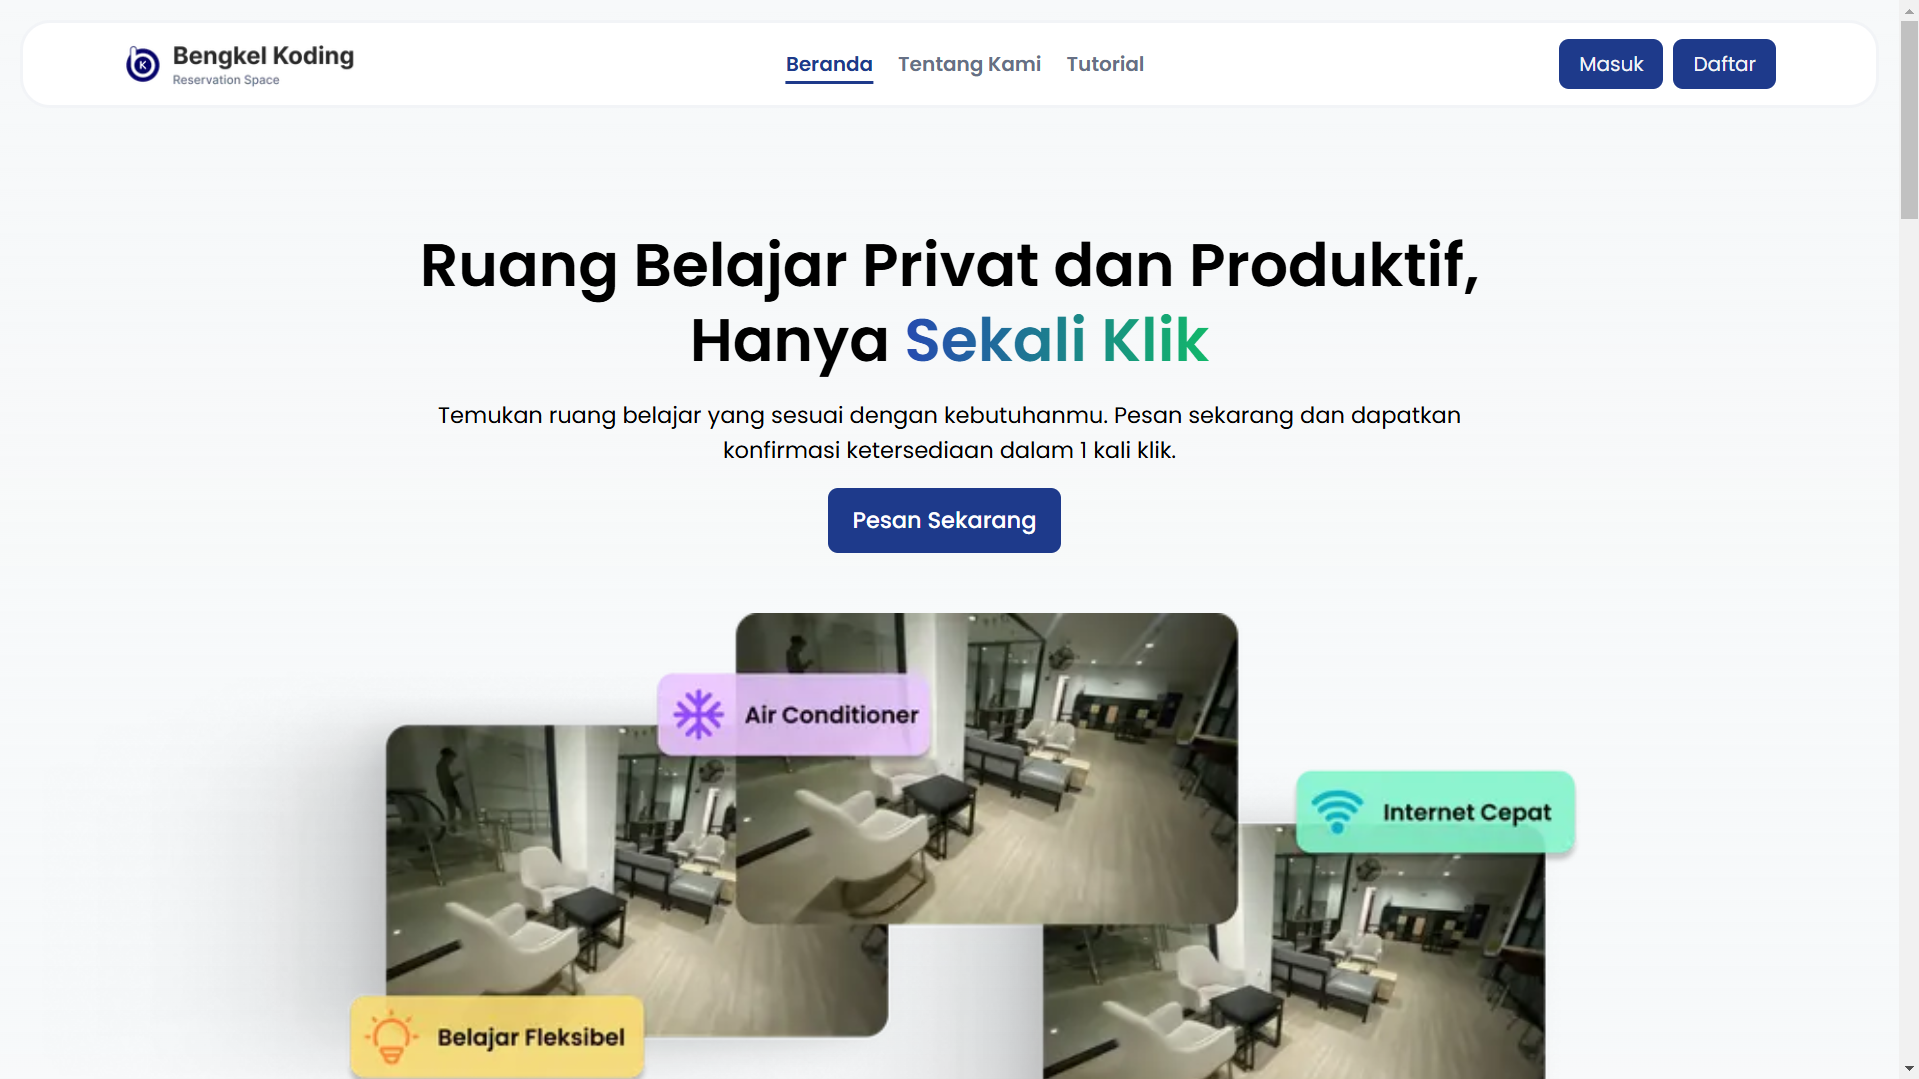 Bengkel Koding
Reservation Space
Beranda
Tentang Kami
Tutorial
Masuk
Daftar
Ruang Belajar Privat dan Produktif,
Hanya Sekali Klik
Temukan ruang belajar yang sesuai dengan kebutuhanmu. Pesan sekarang dan dapatkan
konfirmasi ketersediaan dalam 1 kali klik.
Pesan Sekarang
Air Conditioner
Internet Cepat
Belajar Fleksibel